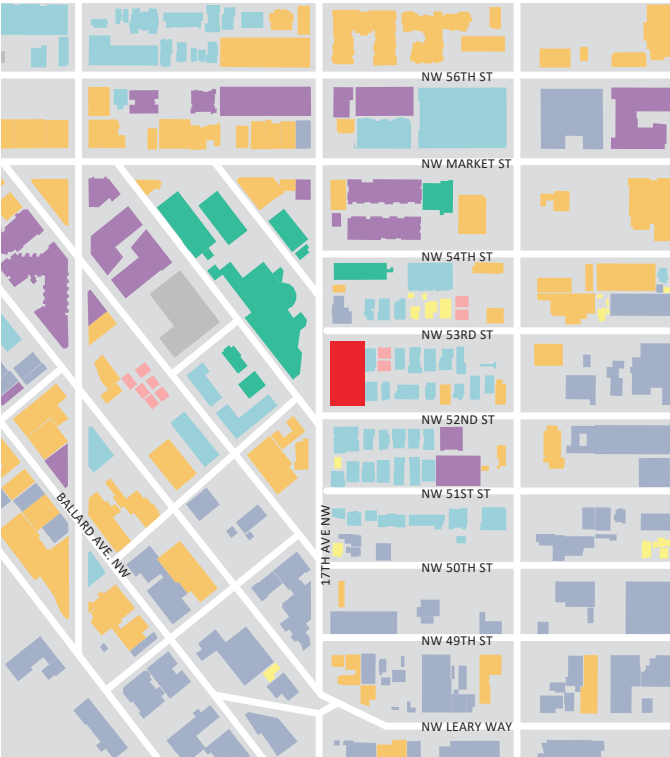 NW 56TH ST
NW MARKET ST
NW 54TH ST
NW 53RD ST
NW 52ND ST
NW 51ST ST
BALLARD AVE. NW
17TH AVE NW
NW 50TH ST
NW 49TH ST
NW LEARY WAY